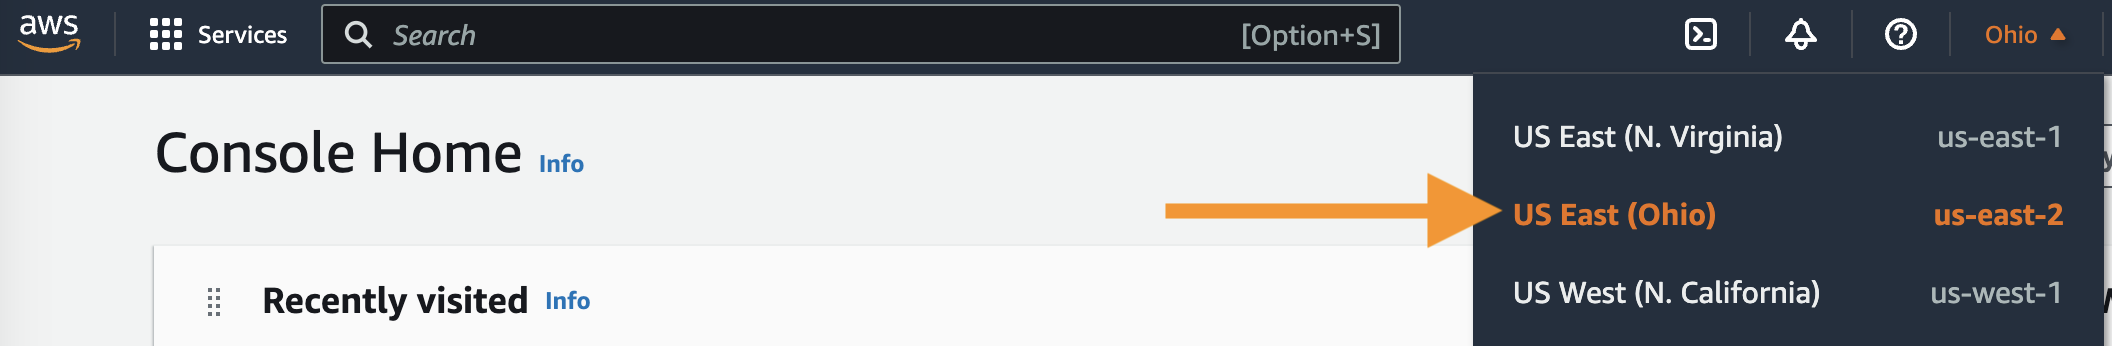 aws
Services
Search
[Option+S]
Ohio
Console Home Info
US East (N. Virginia) us-east-1
US East (Ohio) us-east-2
US West (N. California) us-west-1
Recently visited Info